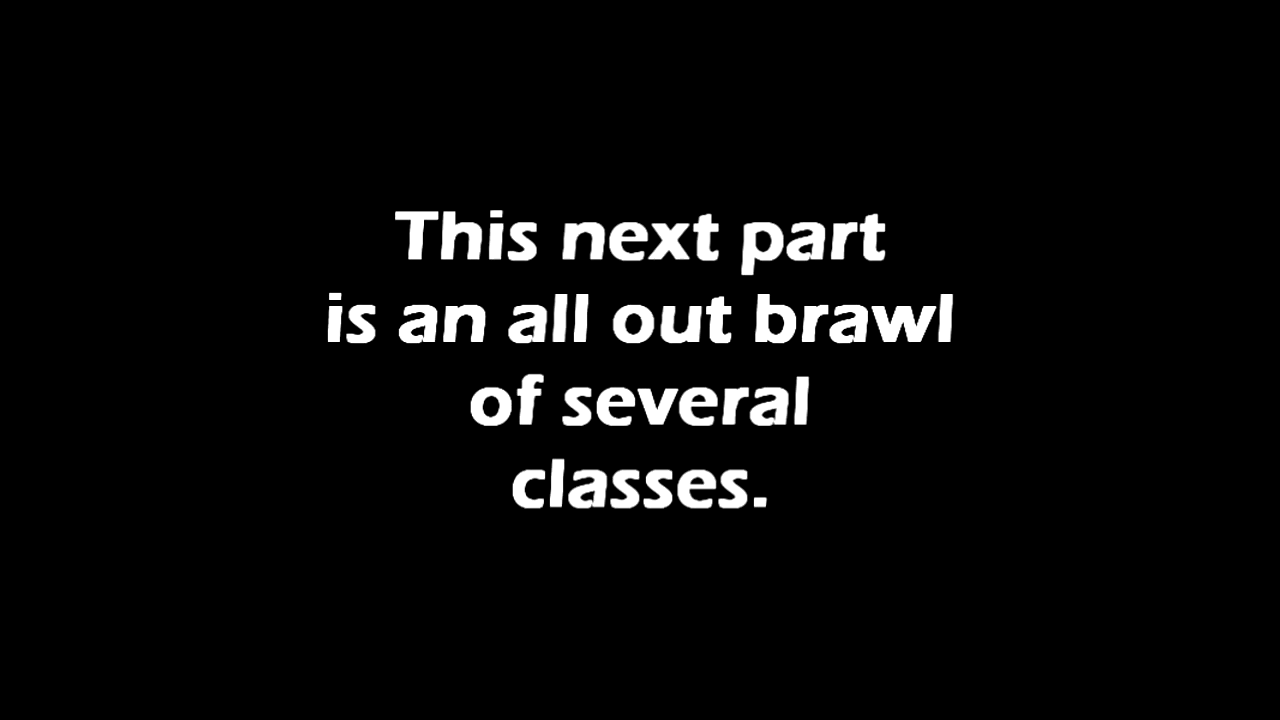 This next part
is an all out brawl
of several
classes.